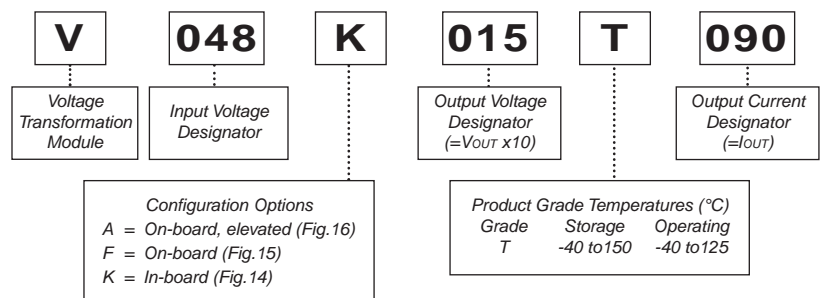 V 048 K 015 T 090
Voltage
Transformation
Module
Input Voltage
Designator
Output Voltage
Designator
(=VOUT x10)
Output Current
Designator
(=IOUT)
Configuration Options
A = On-board, elevated (Fig.16)
F = On-board (Fig.15)
K = In-board (Fig.14)
Product Grade Temperatures (°C)
Grade Storage Operating
T -40 to150 -40 to125